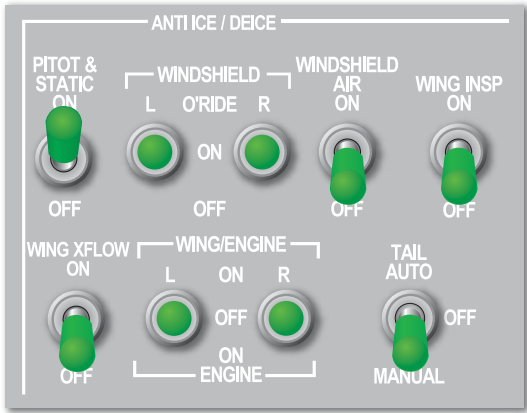 ANTI ICE / DEICE
PITOT &
STATIC
ON
OFF
WINDSHIELD
L O'RIDE R
ON
OFF
WINDSHIELD
AIR
ON
OFF
WING INSP
ON
OFF
WING XFLOW
ON
OFF
WING/ENGINE
L ON R
OFF
ON
ENGINE
TAIL
AUTO
OFF
MANUAL